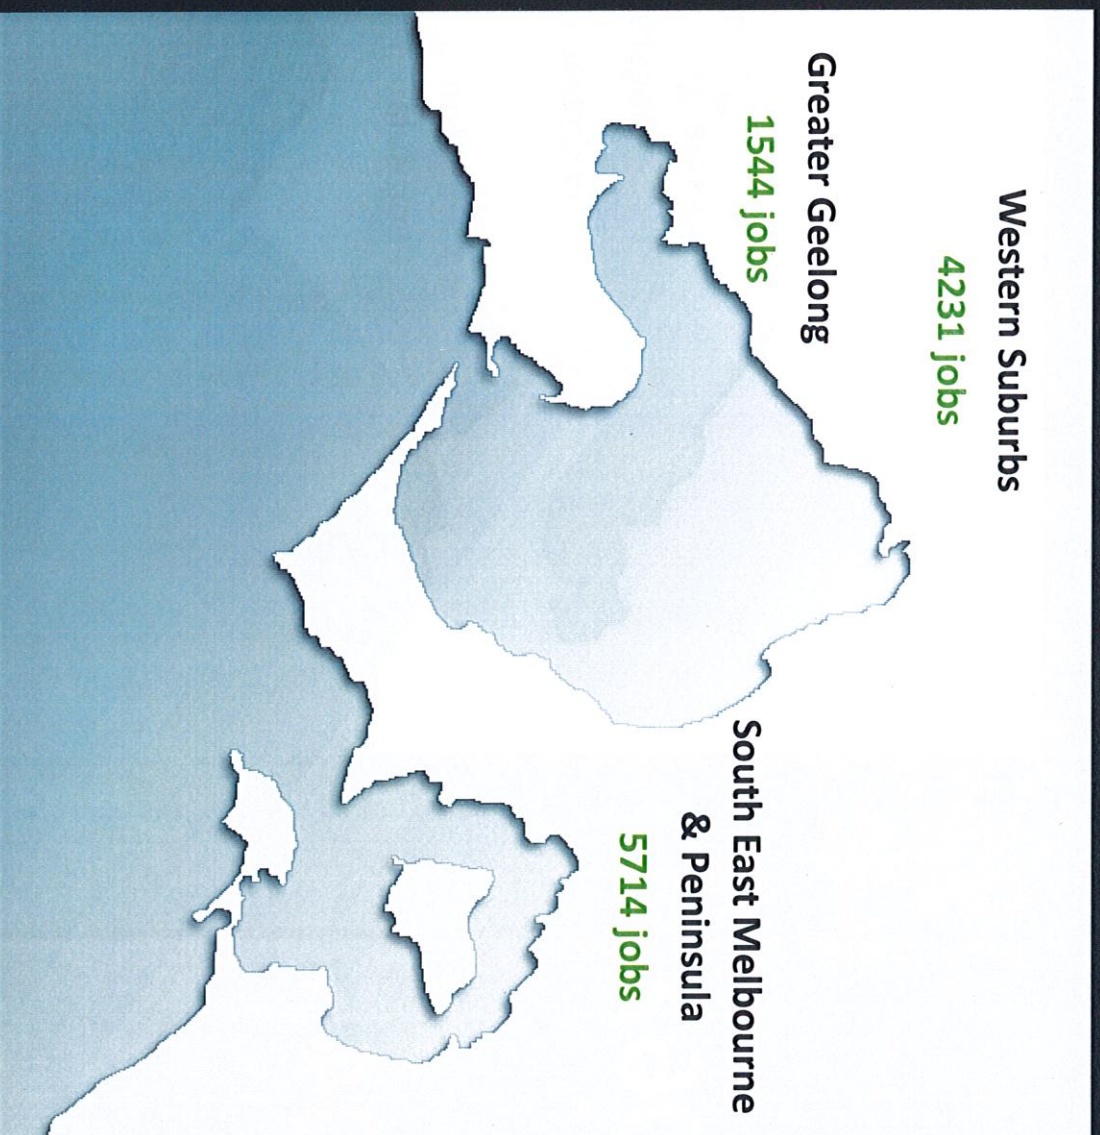 Western Suburbs
4231 jobs
Greater Geelong
1544 jobs
South East Melbourne
& Peninsula
5714 jobs